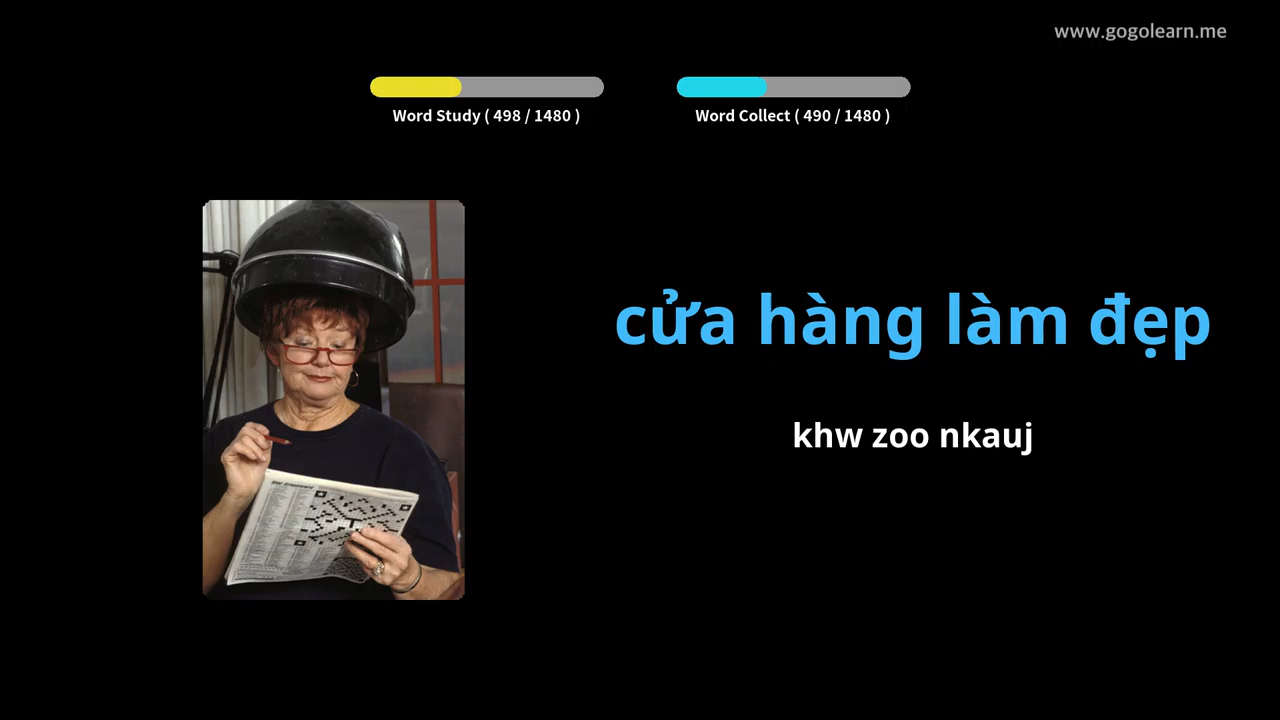 www.gogolearn.me
Word Study ( 498 / 1480 )
Word Collect ( 490 / 1480 )
cửa hàng làm đẹp
khw zoo nkauj